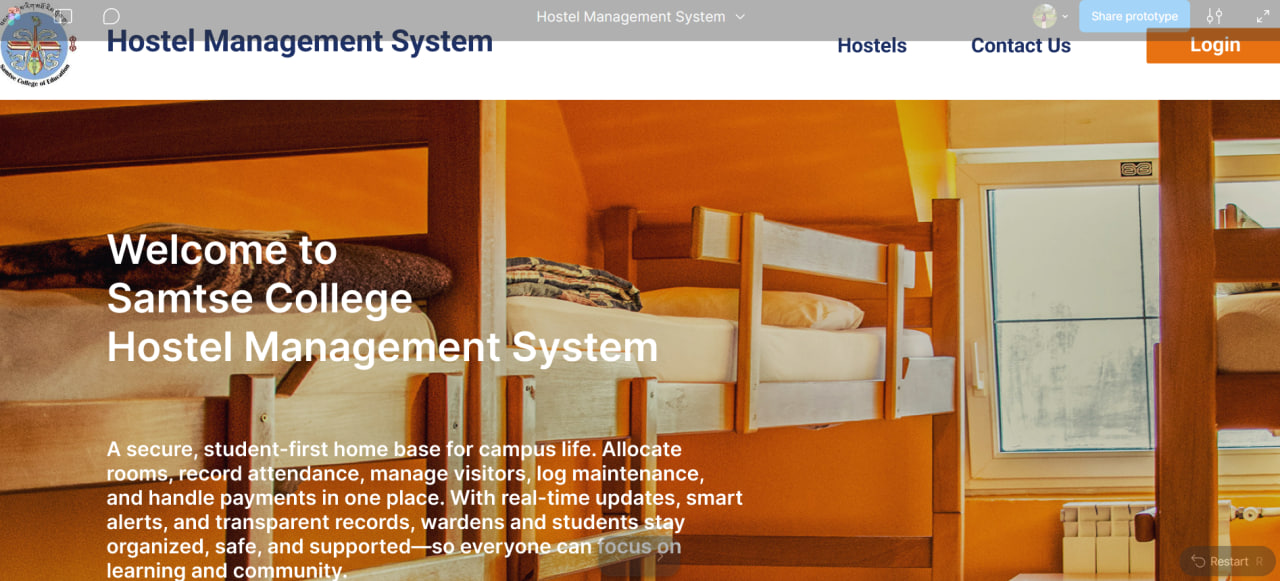 Hostel Management System
Share prototype
Hostel Management System
Hostels
Contact Us
Login
Samtse College of Education
Welcome to
Samtse College
Hostel Management System
A secure, student-first home base for campus life. Allocate
rooms, record attendance, manage visitors, log maintenance,
and handle payments in one place. With real-time updates, smart
alerts, and transparent records, wardens and students stay
organized, safe, and supported—so everyone can focus on
learning and community.
Restart R